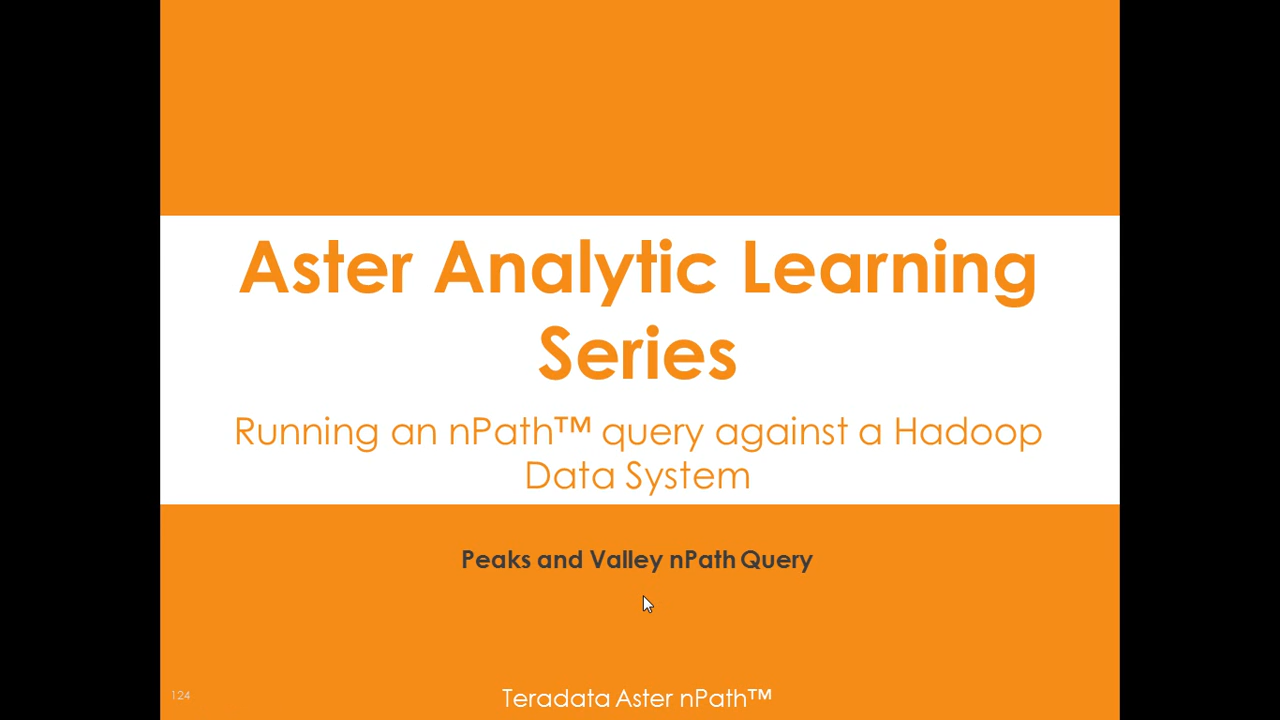 Aster Analytic Learning
Series
Running an nPath™ query against a Hadoop
Data System
Peaks and Valley nPath Query
124
Teradata Aster nPath™